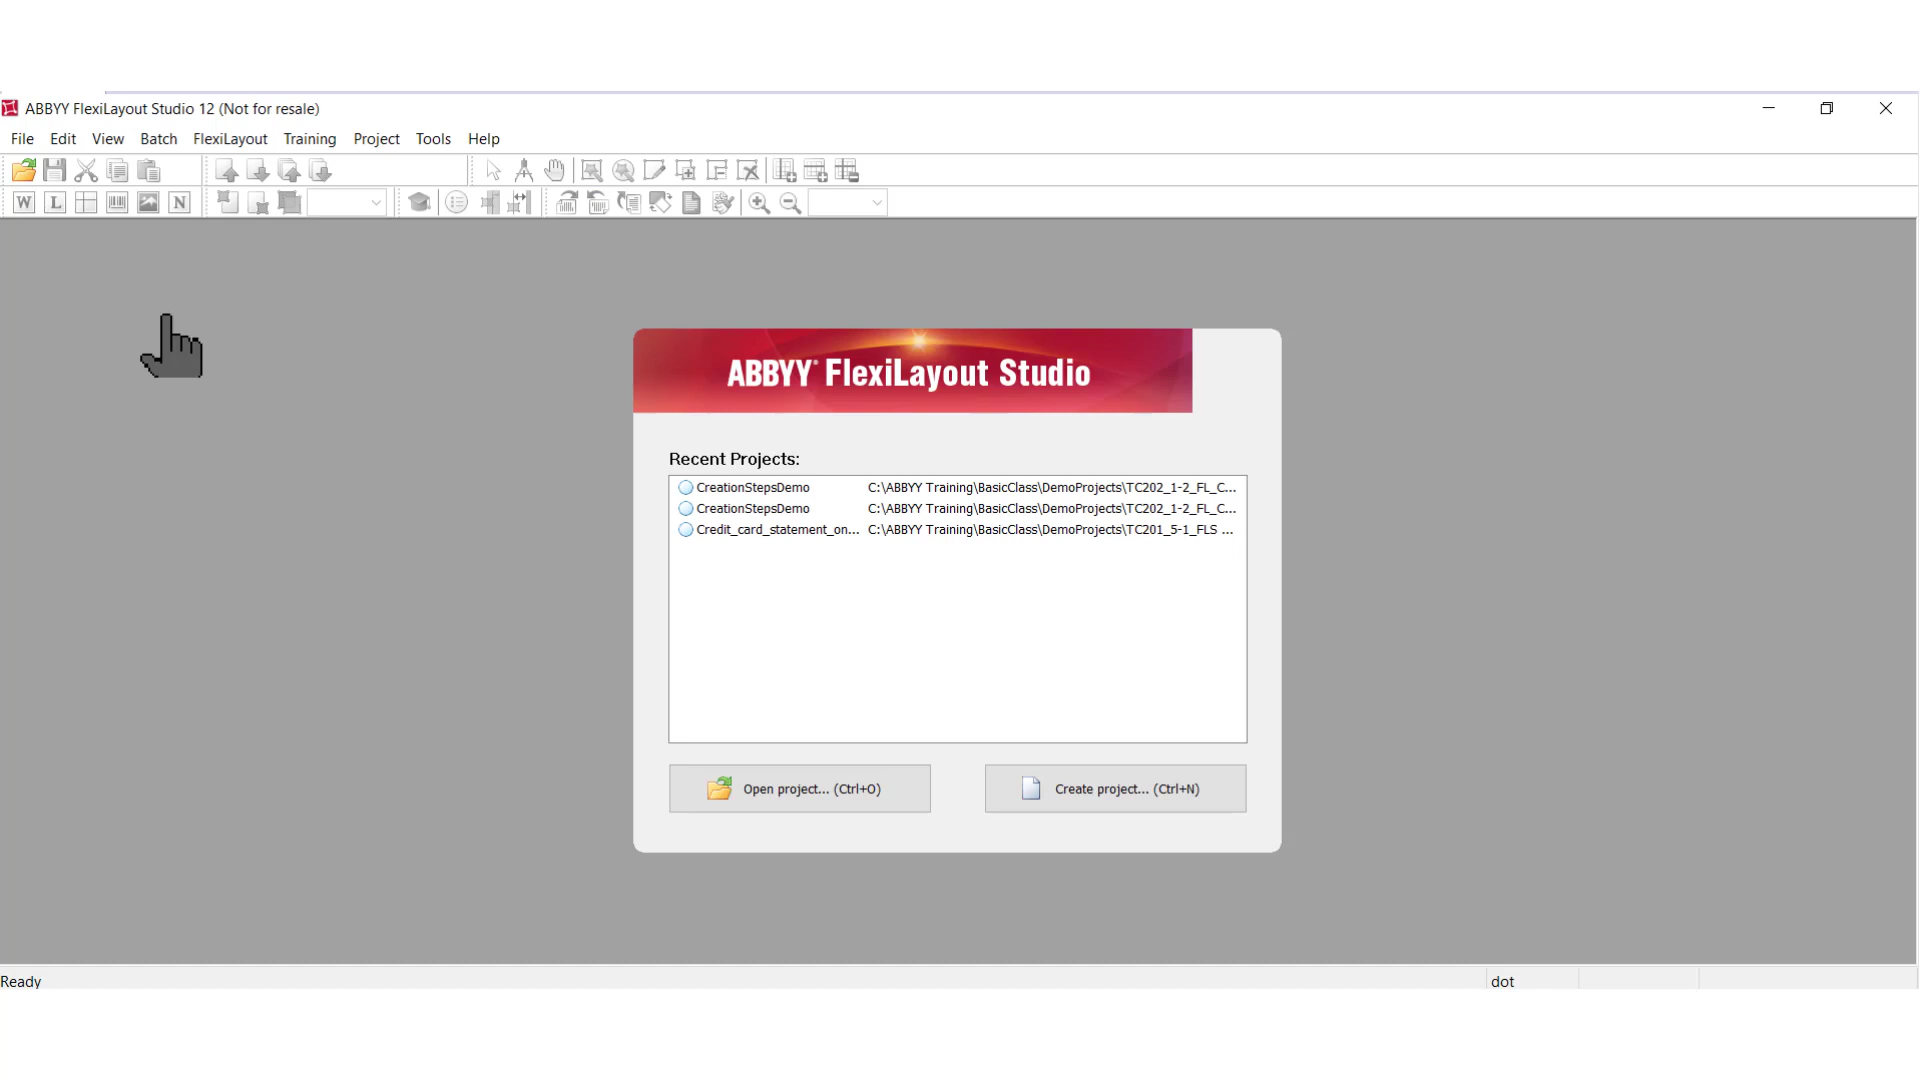 ABBYY FlexiLayout Studio 12 (Not for resale)
File Edit View Batch FlexiLayout Training Project Tools Help
W L N
ABBYY® FlexiLayout Studio
Recent Projects:
CreationStepsDemo C:\ABBYY Training\BasicClass\DemoProjects\TC202_1-2_FL_C...
CreationStepsDemo C:\ABBYY Training\BasicClass\DemoProjects\TC202_1-2_FL_C...
Credit_card_statement_on... C:\ABBYY Training\BasicClass\DemoProjects\TC201_5-1_FLS ...
Open project... (Ctrl+O) Create project... (Ctrl+N)
Ready dot